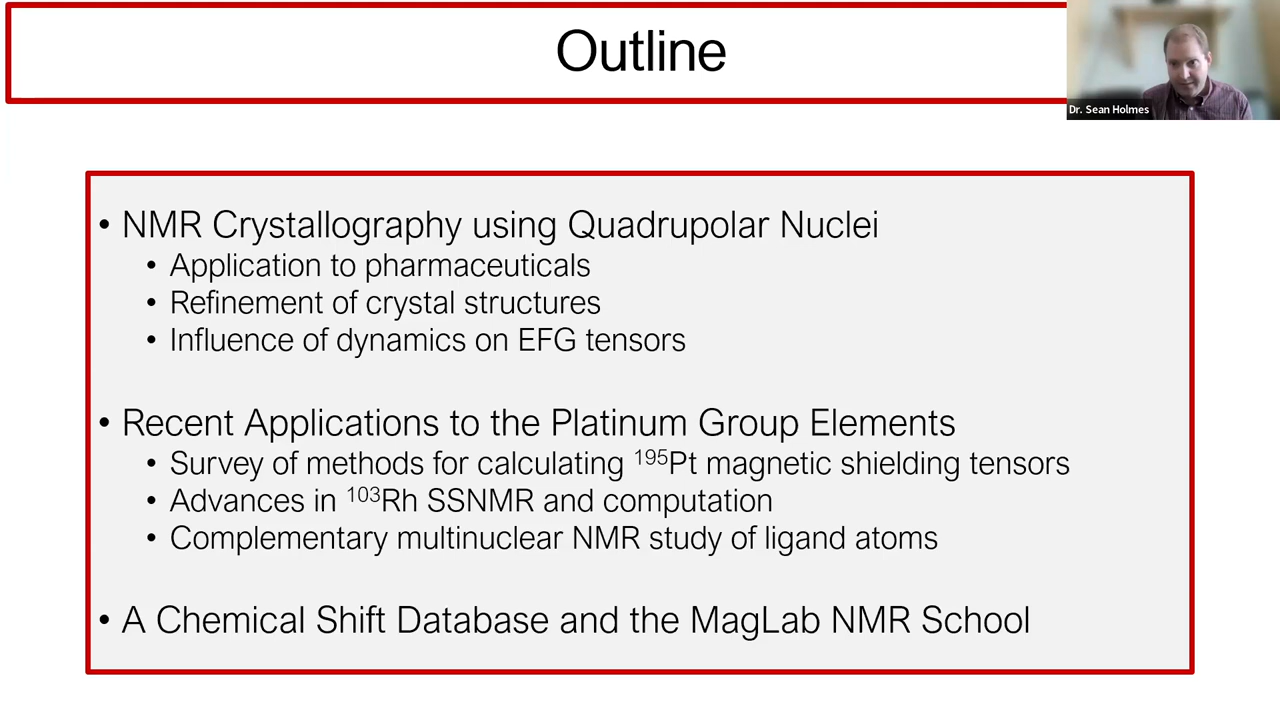 Outline
Dr. Sean Holmes
• NMR Crystallography using Quadrupolar Nuclei
• Application to pharmaceuticals
• Refinement of crystal structures
• Influence of dynamics on EFG tensors
• Recent Applications to the Platinum Group Elements
• Survey of methods for calculating ¹⁹⁵Pt magnetic shielding tensors
• Advances in ¹⁰³Rh SSNMR and computation
• Complementary multinuclear NMR study of ligand atoms
• A Chemical Shift Database and the MagLab NMR School